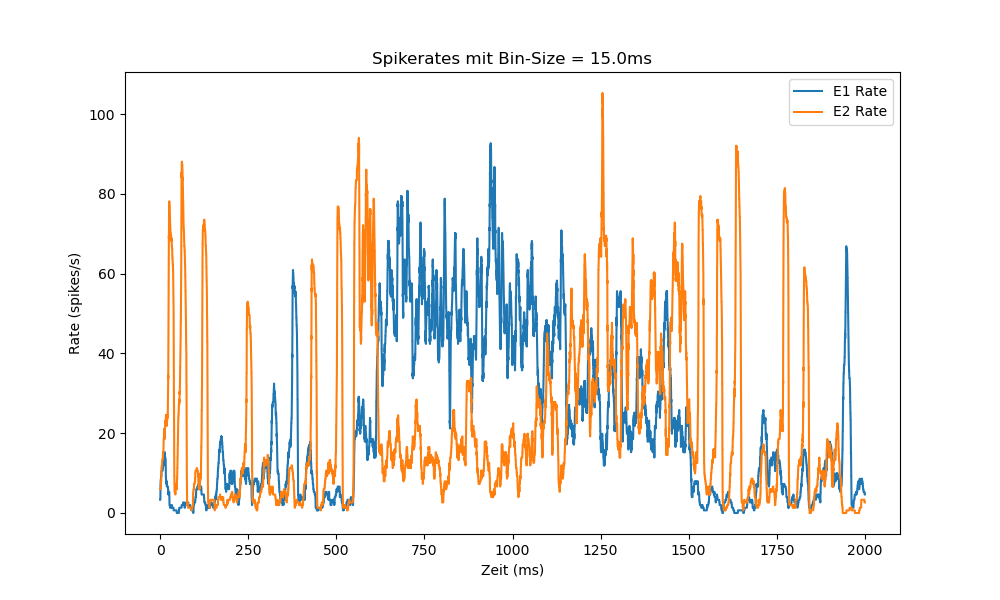 Spikerates mit Bin-Size = 15.0ms
E1 Rate
E2 Rate
Rate (spikes/s)
100
80
60
40
20
0
0 250 500 750 1000 1250 1500 1750 2000
Zeit (ms)